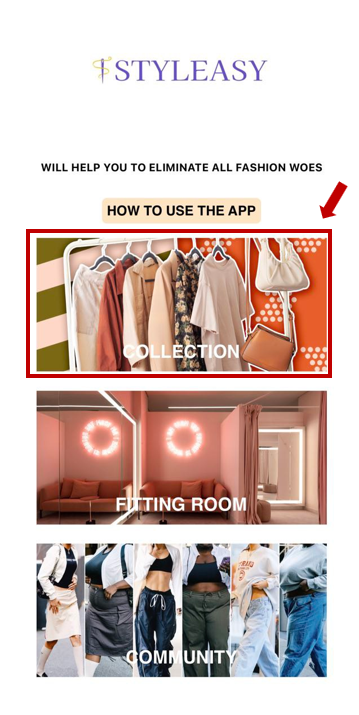 STYLEASY
WILL HELP YOU TO ELIMINATE ALL FASHION WOES
HOW TO USE THE APP
COLLECTION
FITTING ROOM
COMMUNITY